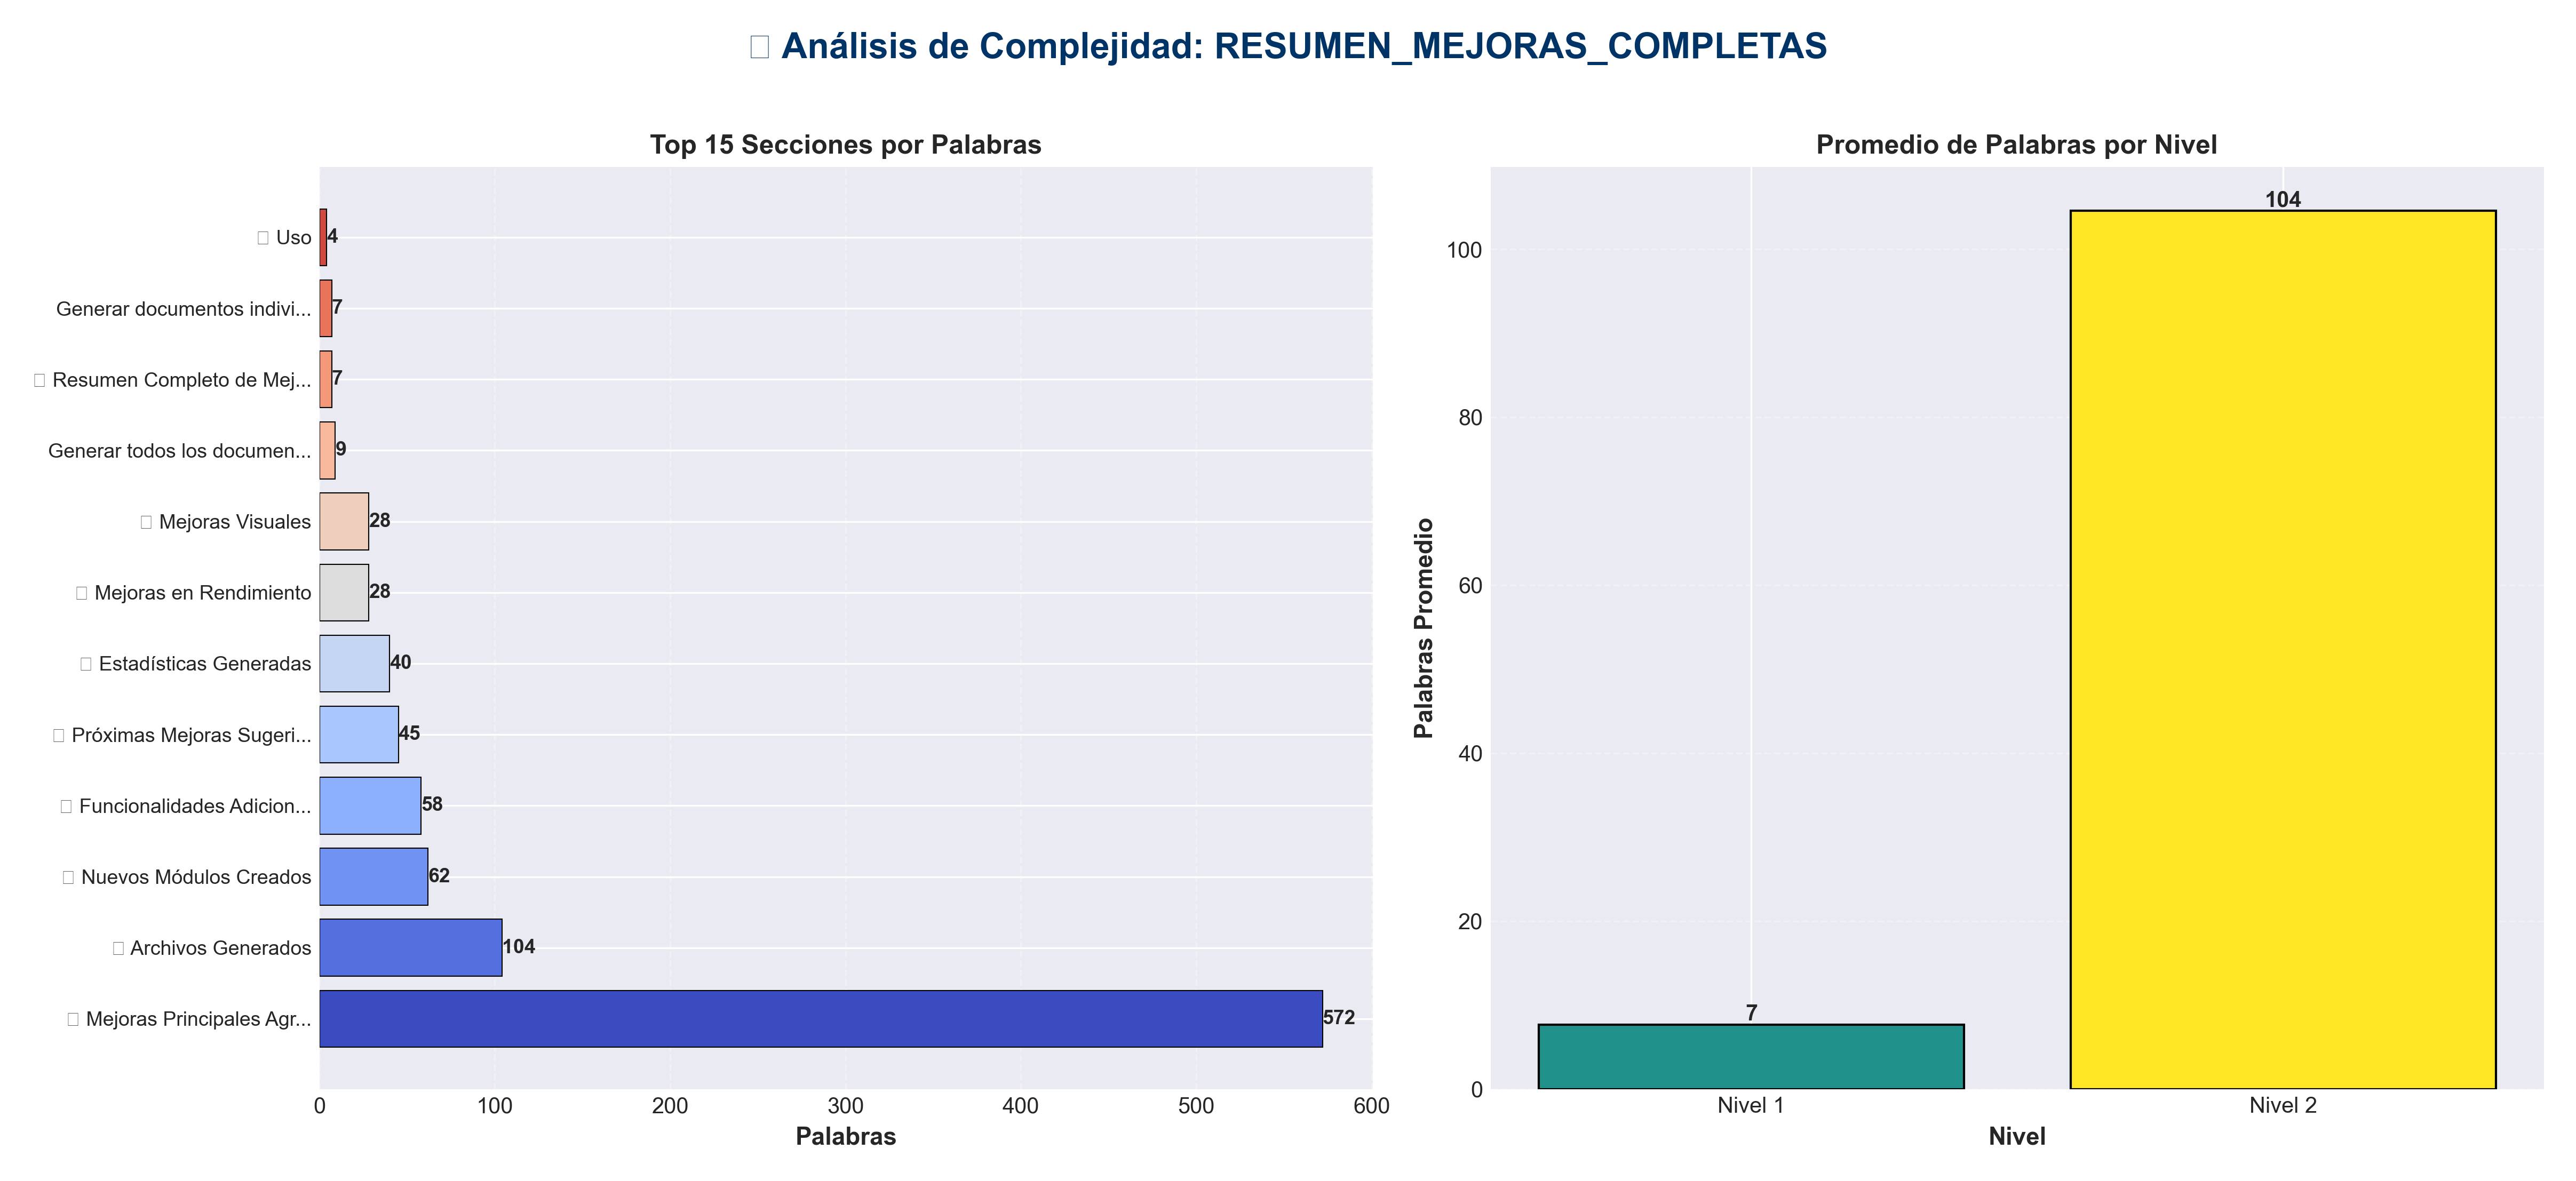 Análisis de Complejidad: RESUMEN_MEJORAS_COMPLETAS
Top 15 Secciones por Palabras
Uso
4
Generar documentos indivi...
7
Resumen Completo de Mej...
7
Generar todos los documen...
9
Mejoras Visuales
28
Mejoras en Rendimiento
28
Estadísticas Generadas
40
Próximas Mejoras Sugeri...
45
Funcionalidades Adicion...
58
Nuevos Módulos Creados
62
Archivos Generados
104
Mejoras Principales Agr...
572
0 100 200 300 400 500 600
Palabras
Promedio de Palabras por Nivel
Palabras Promedio
100
80
60
40
20
0
7
104
Nivel 1 Nivel 2
Nivel